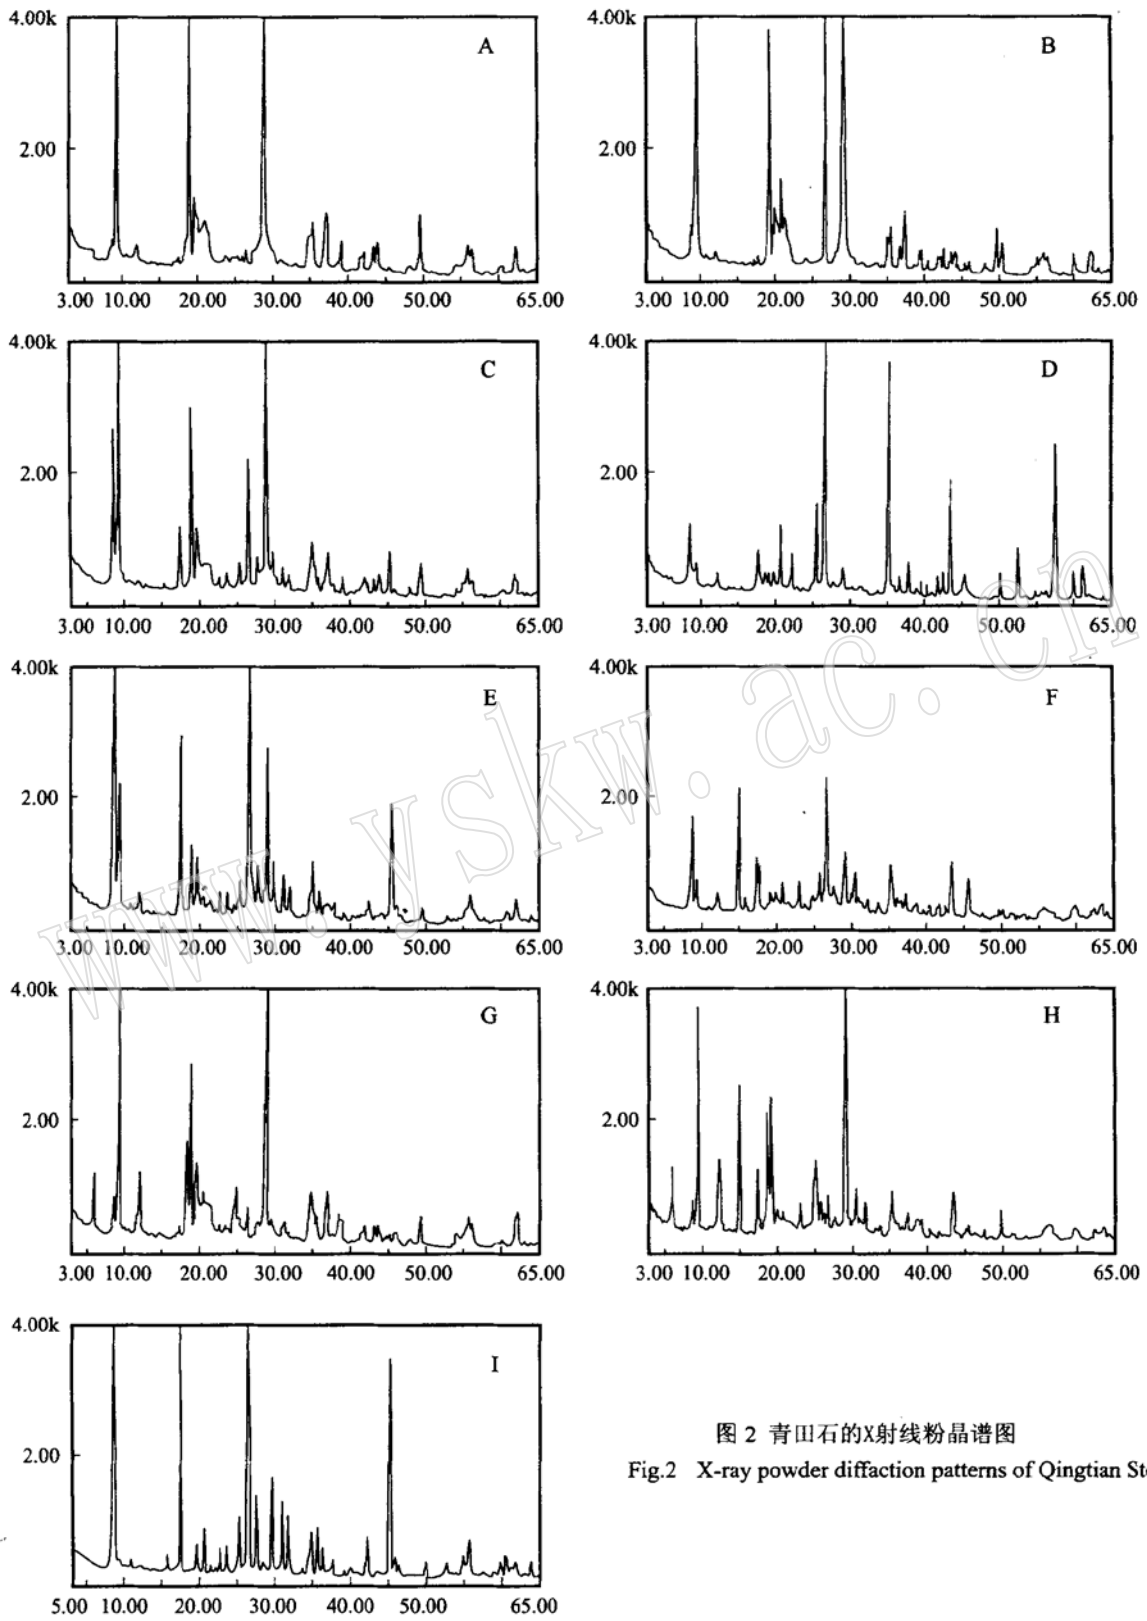 4.00k
A
2.00
3.00 10.00 20.00 30.00 40.00 50.00 65.00
4.00k
B
2.00
3.00 10.00 20.00 30.00 40.00 50.00 65.00
4.00k
C
2.00
3.00 10.00 20.00 30.00 40.00 50.00 65.00
4.00k
D
2.00
3.00 10.00 20.00 30.00 40.00 50.00 65.00
4.00k
E
2.00
3.00 10.00 20.00 30.00 40.00 50.00 65.00
4.00k
F
2.00
3.00 10.00 20.00 30.00 40.00 50.00 65.00
4.00k
G
2.00
3.00 10.00 20.00 30.00 40.00 50.00 65.00
4.00k
H
2.00
3.00 10.00 20.00 30.00 40.00 50.00 65.00
4.00k
I
2.00
5.00 10.00 20.00 30.00 40.00 50.00 65.00
图 2 青田石的X射线粉晶谱图
Fig.2 X-ray powder diffaction patterns of Qingtian
www.yskw.ac.cn